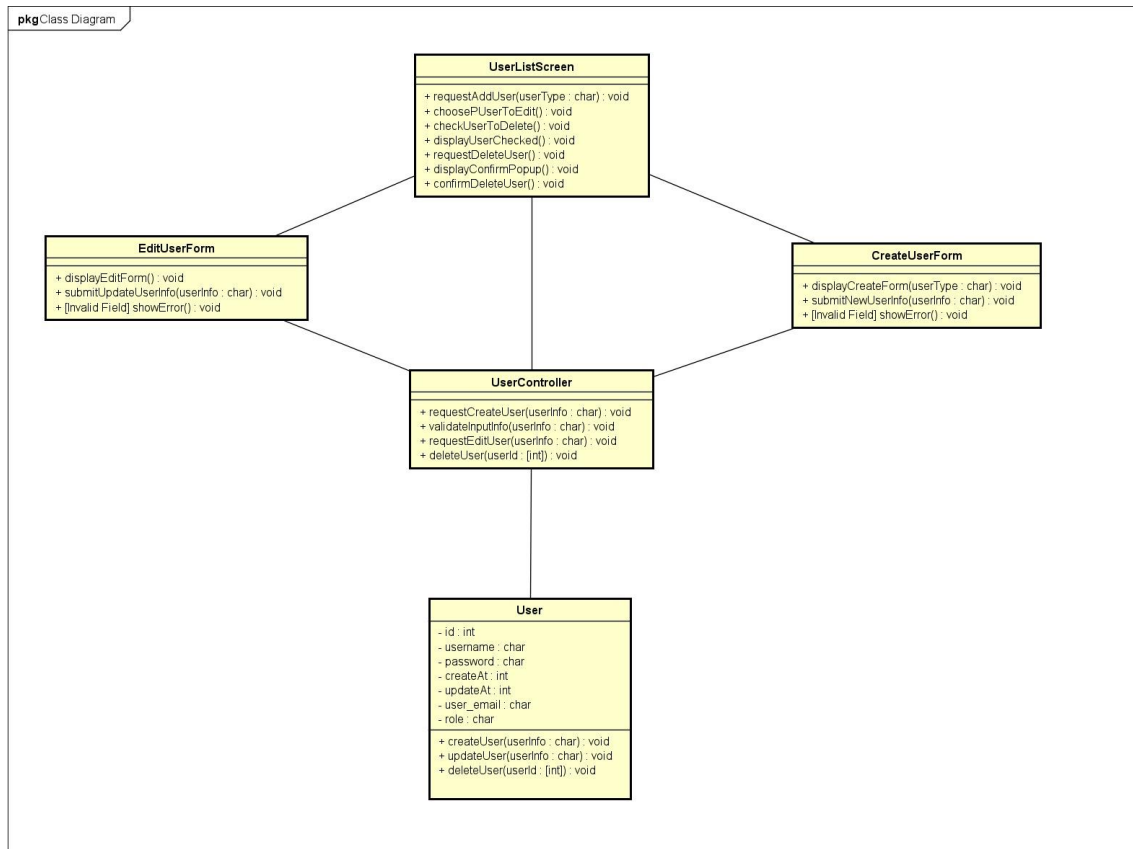 pkg Class Diagram
UserListScreen
+ requestAddUser(userType : char) : void
+ choosePUserToEdit() : void
+ checkUserToDelete() : void
+ displayUserChecked() : void
+ requestDeleteUser() : void
+ displayConfirmPopup() : void
+ confirmDeleteUser() : void
EditUserForm
+ displayEditForm() : void
+ submitUpdateUserInfo(userInfo : char) : void
+ [Invalid Field] showError() : void
CreateUserForm
+ displayCreateForm(userType : char) : void
+ submitNewUserInfo(userInfo : char) : void
+ [Invalid Field] showError() : void
UserController
+ requestCreateUser(userInfo : char) : void
+ validateInputInfo(userInfo : char) : void
+ requestEditUser(userInfo : char) : void
+ deleteUser(userId : [int]) : void
User
- id : int
- username : char
- password : char
- createAt : int
- updateAt : int
- user_email : char
- role : char
+ createUser(userInfo : char) : void
+ updateUser(userInfo : char) : void
+ deleteUser(userId : [int]) : void